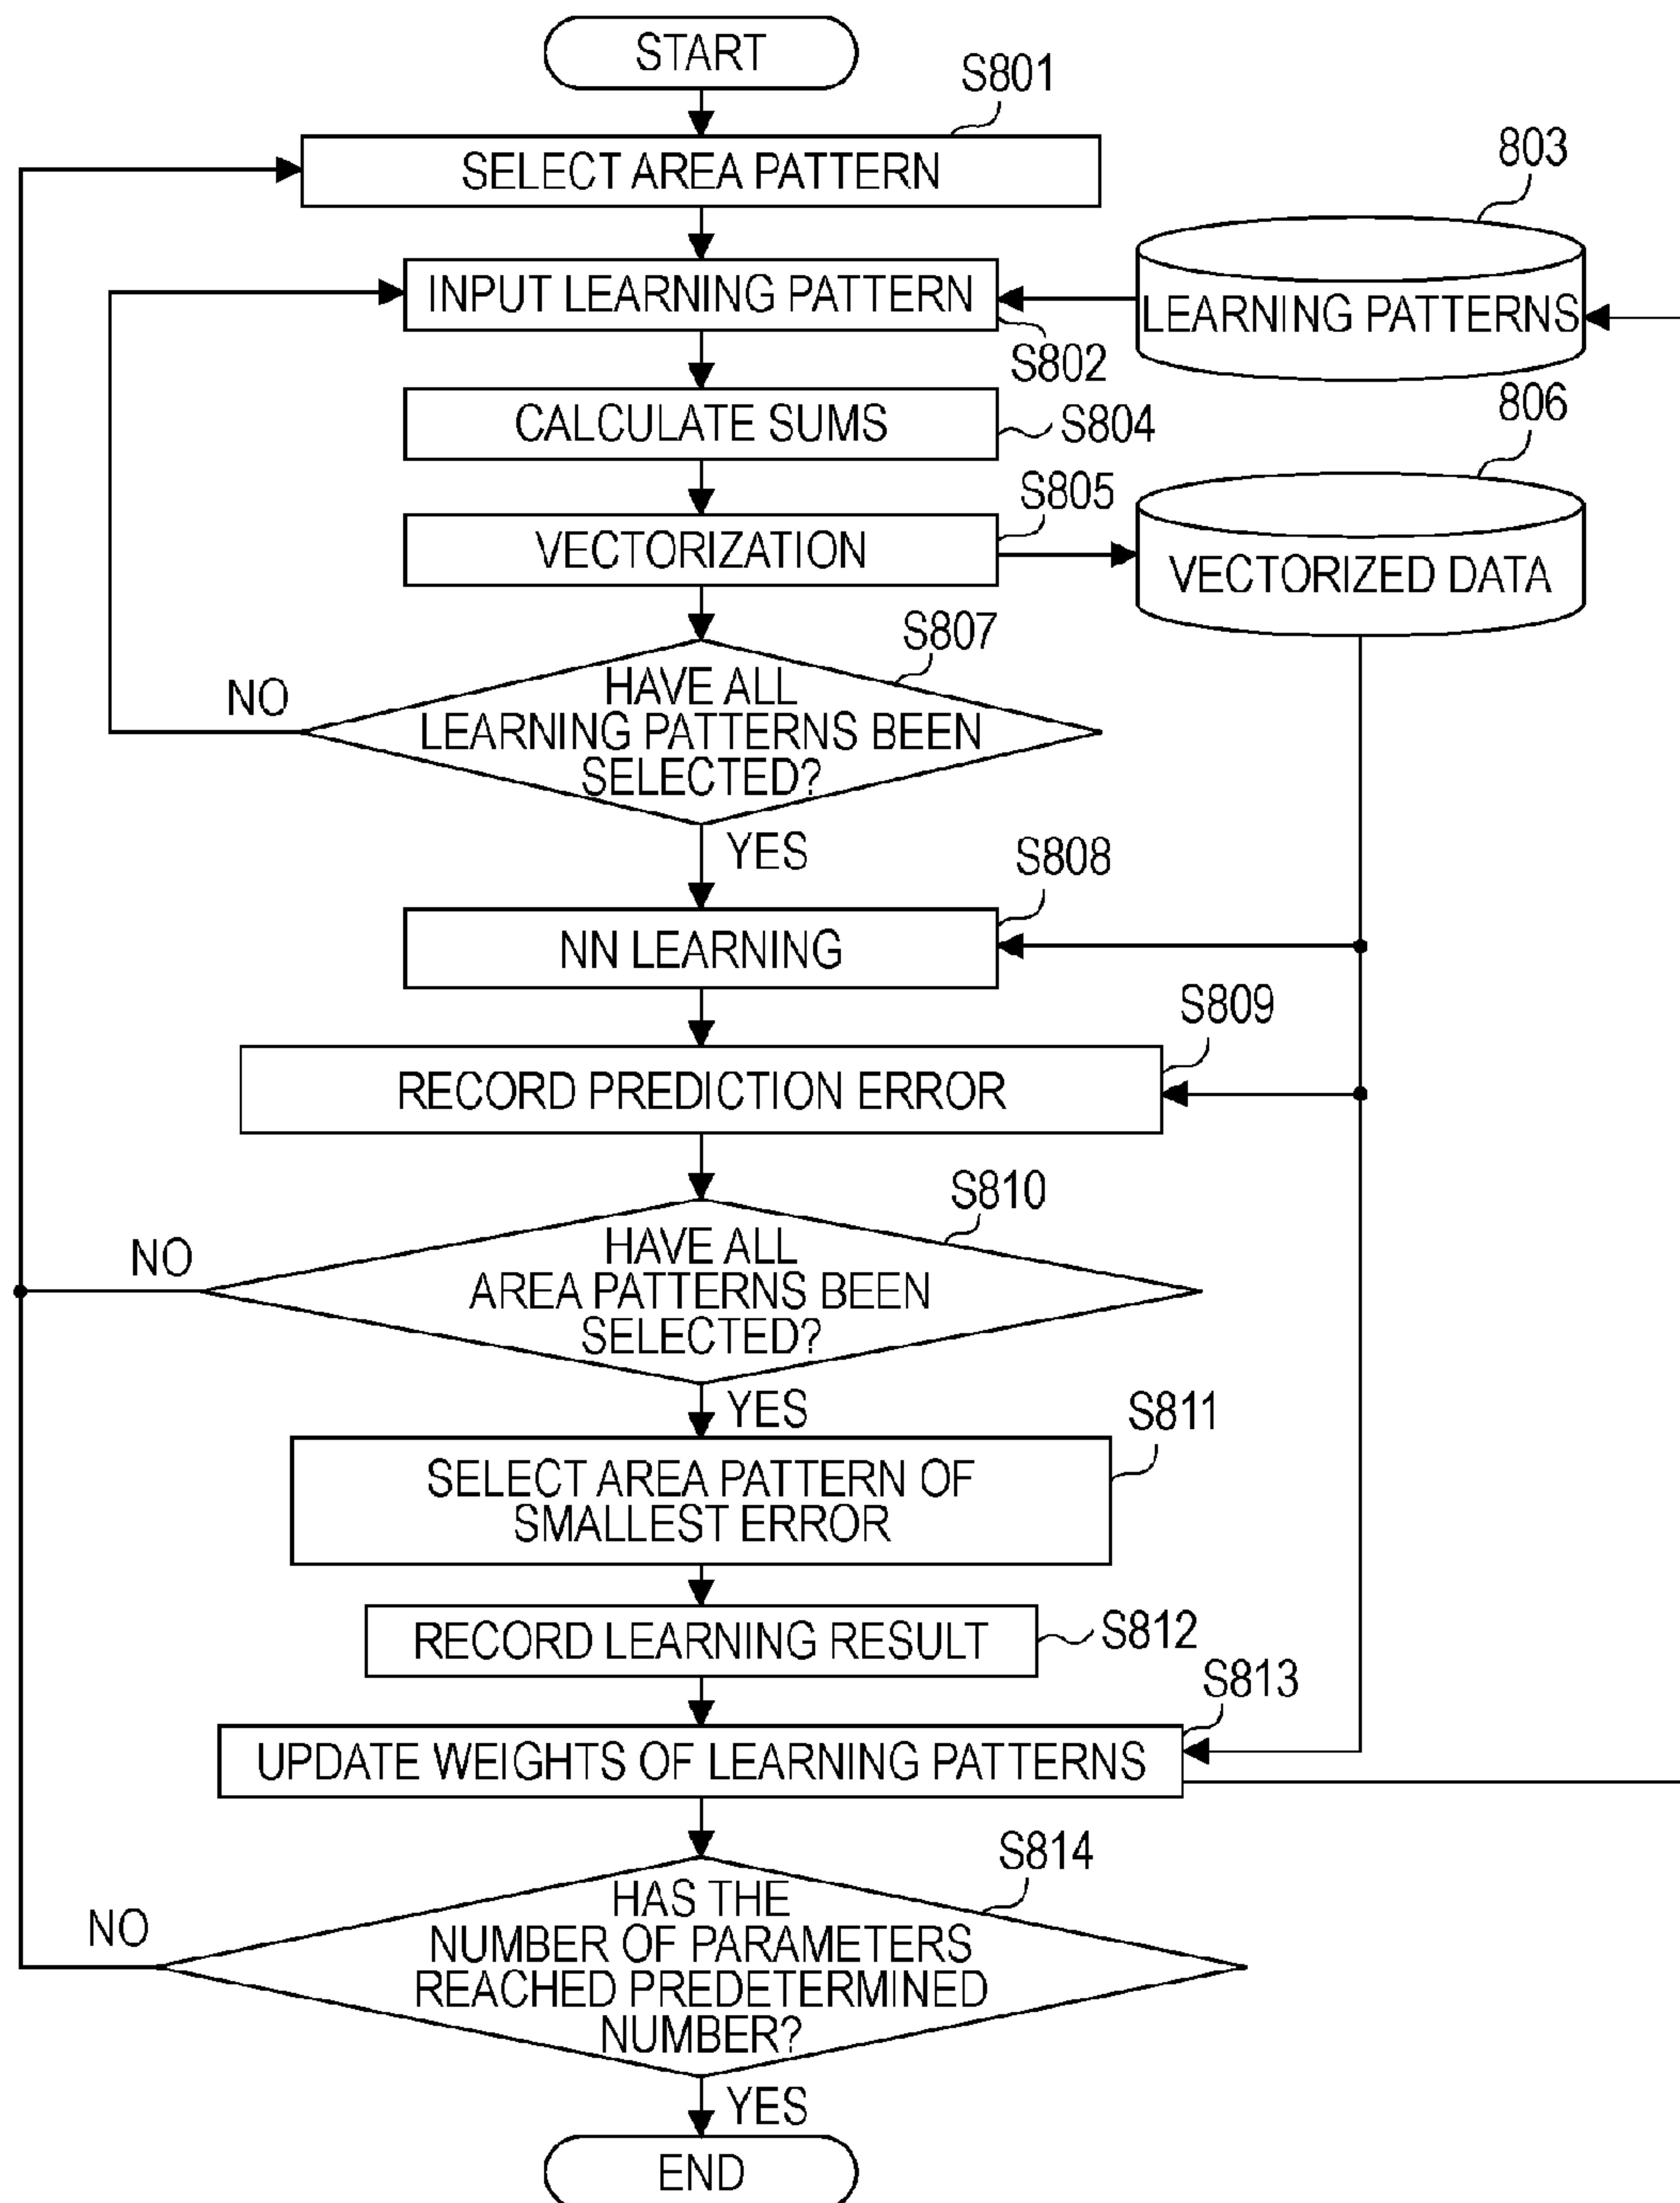 START
S801
SELECT AREA PATTERN
803
INPUT LEARNING PATTERN
LEARNING PATTERNS
S802
CALCULATE SUMS
S804
806
S805
VECTORIZATION
VECTORIZED DATA
S807
NO
HAVE ALL
LEARNING PATTERNS BEEN
SELECTED?
YES
S808
NN LEARNING
S809
RECORD PREDICTION ERROR
S810
NO
HAVE ALL
AREA PATTERNS BEEN
SELECTED?
YES
S811
SELECT AREA PATTERN OF
SMALLEST ERROR
RECORD LEARNING RESULT
S812
S813
UPDATE WEIGHTS OF LEARNING PATTERNS
S814
NO
HAS THE
NUMBER OF PARAMETERS
REACHED PREDETERMINED
NUMBER?
YES
END